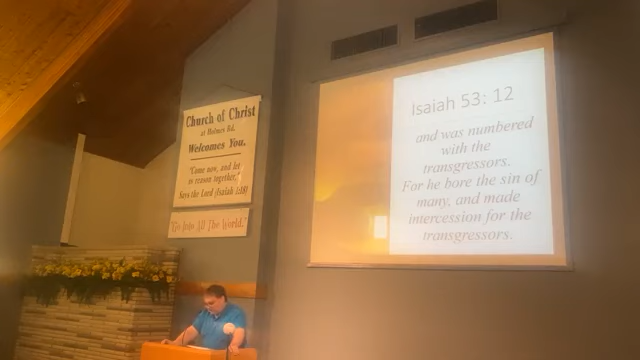 Church of Christ
at Holmes Rd.
Welcomes You.
"Come now, and let
us reason together,"
Says the Lord (Isaiah 1:18)
"Go Into All The World."
Isaiah 53: 12
and was numbered
with the
transgressors.
For he bore the sin of
many, and made
intercession for the
transgressors.